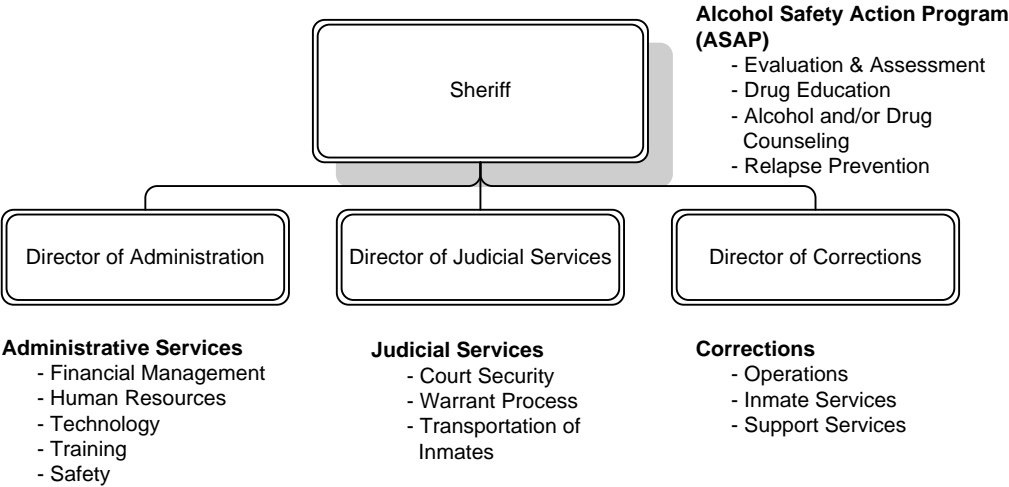 Sheriff
Alcohol Safety Action Program
(ASAP)
- Evaluation & Assessment
- Drug Education
- Alcohol and/or Drug
Counseling
- Relapse Prevention
Director of Administration
Director of Judicial Services
Director of Corrections
Administrative Services
- Financial Management
- Human Resources
- Technology
- Training
- Safety
Judicial Services
- Court Security
- Warrant Process
- Transportation of
Inmates
Corrections
- Operations
- Inmate Services
- Support Services